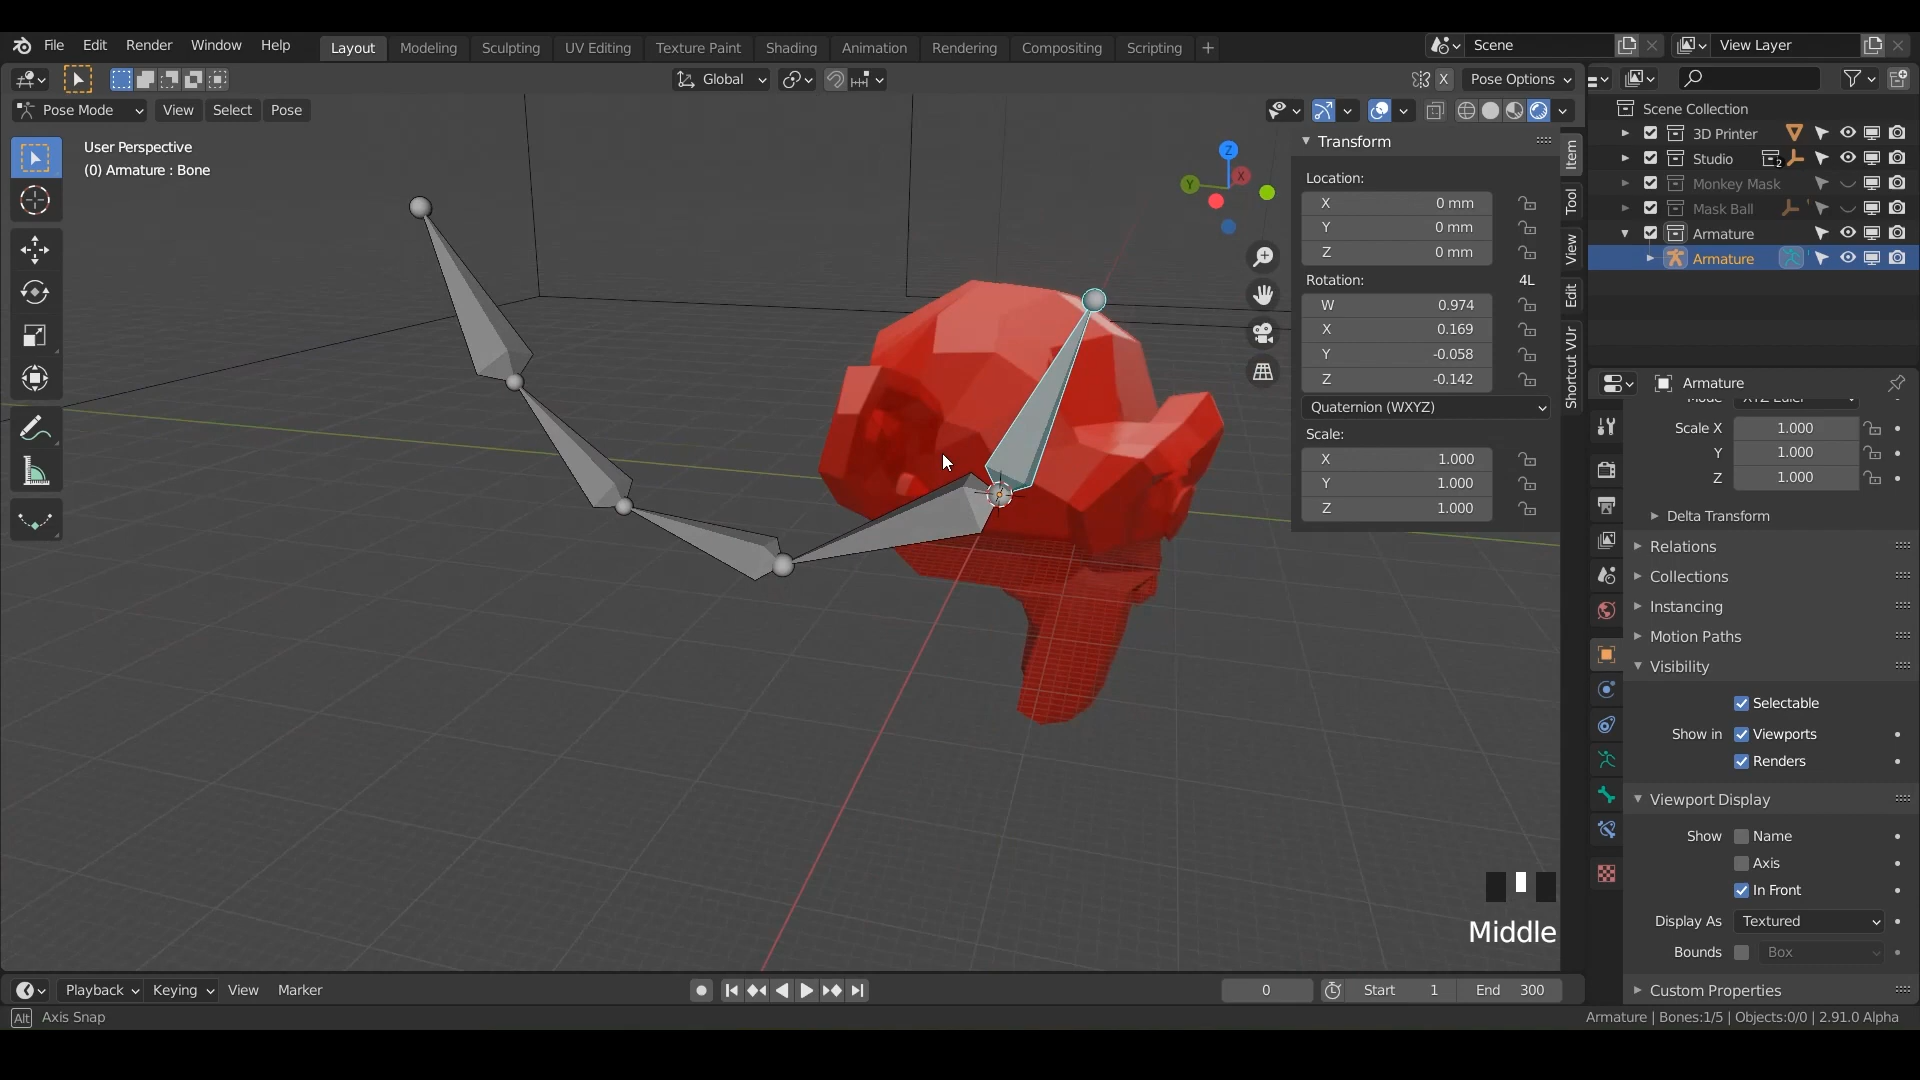 File Edit Render Window Help Layout Modeling Sculpting UV Editing Texture Paint Shading Animation Rendering Compositing Scripting + Scene View Layer
Global X Pose Options
Pose Mode View Select Pose
User Perspective
(0) Armature : Bone
Z
Y
X
Transform
Location:
X 0 mm
Y 0 mm
Z 0 mm
Rotation: 4L
W 0.974
X 0.169
Y -0.058
Z -0.142
Quaternion (WXYZ)
Scale:
X 1.000
Y 1.000
Z 1.000
Item
Tool
View
Edit
Shortcut VUr
Scene Collection
3D Printer
Studio 2
Monkey Mask
Mask Ball
Armature
Armature
Armature
Scale X 1.000
Y 1.000
Z 1.000
Delta Transform
Relations
Collections
Instancing
Motion Paths
Visibility
Selectable
Show in Viewports
Renders
Viewport Display
Show Name
Axis
In Front
Display As Textured
Bounds Box
Custom Properties
Middle
Playback Keying View Marker 0 Start 1 End 300
Alt Axis Snap Armature | Bones:1/5 | Objects:0/0 | 2.91.0 Alpha